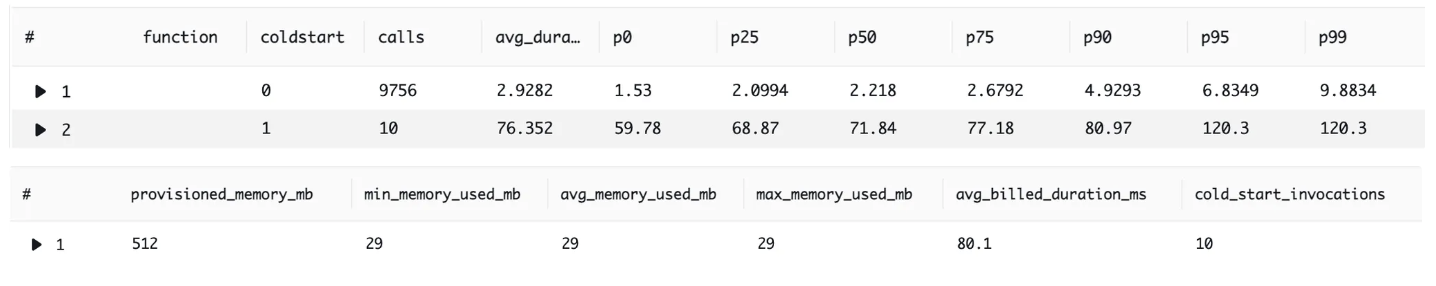 # function coldstart calls avg_dura… p0 p25 p50 p75 p90 p95 p99
1 0 9756 2.9282 1.53 2.0994 2.218 2.6792 4.9293 6.8349 9.8834
2 1 10 76.352 59.78 68.87 71.84 77.18 80.97 120.3 120.3
# provisioned_memory_mb min_memory_used_mb avg_memory_used_mb max_memory_used_mb avg_billed_duration_ms cold_start_invocations
1 512 29 29 29 80.1 10